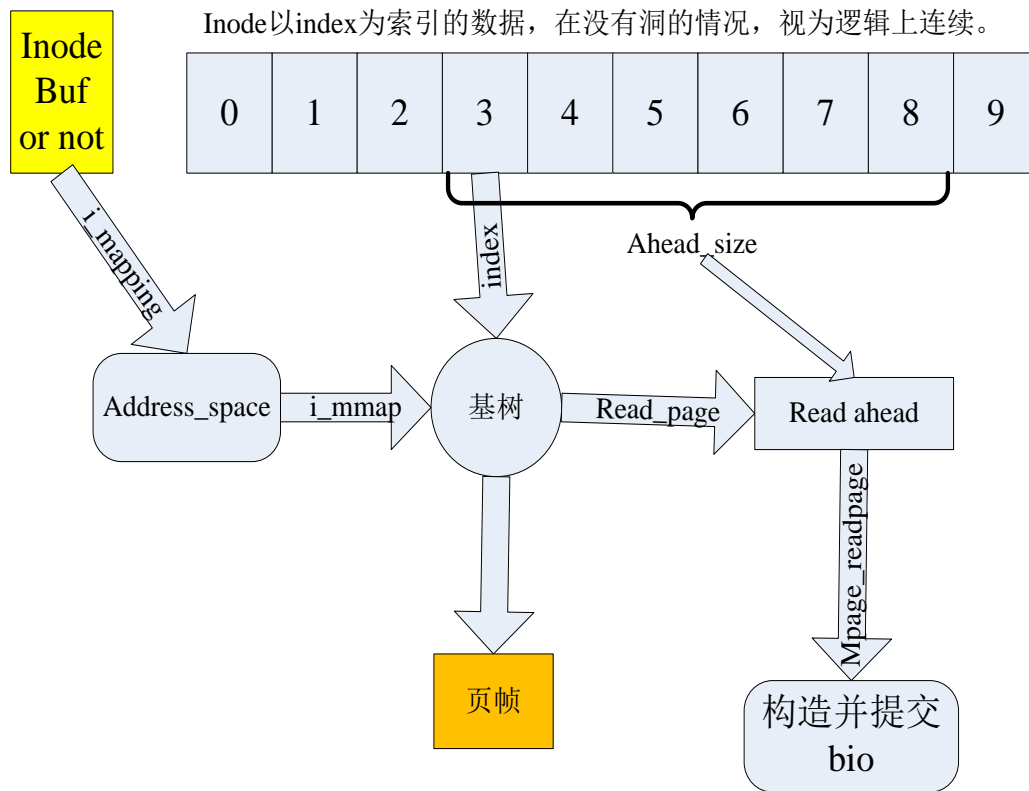 Inode以index为索引的数据，在没有洞的情况，视为逻辑上连续。
Inode
Buf
or not
0 1 2 3 4 5 6 7 8 9
i_mapping
index
Ahead_size
Address_space
i_mmap
基树
Read_page
Read ahead
Mpage_readpage
页帧
构造并提交
bio